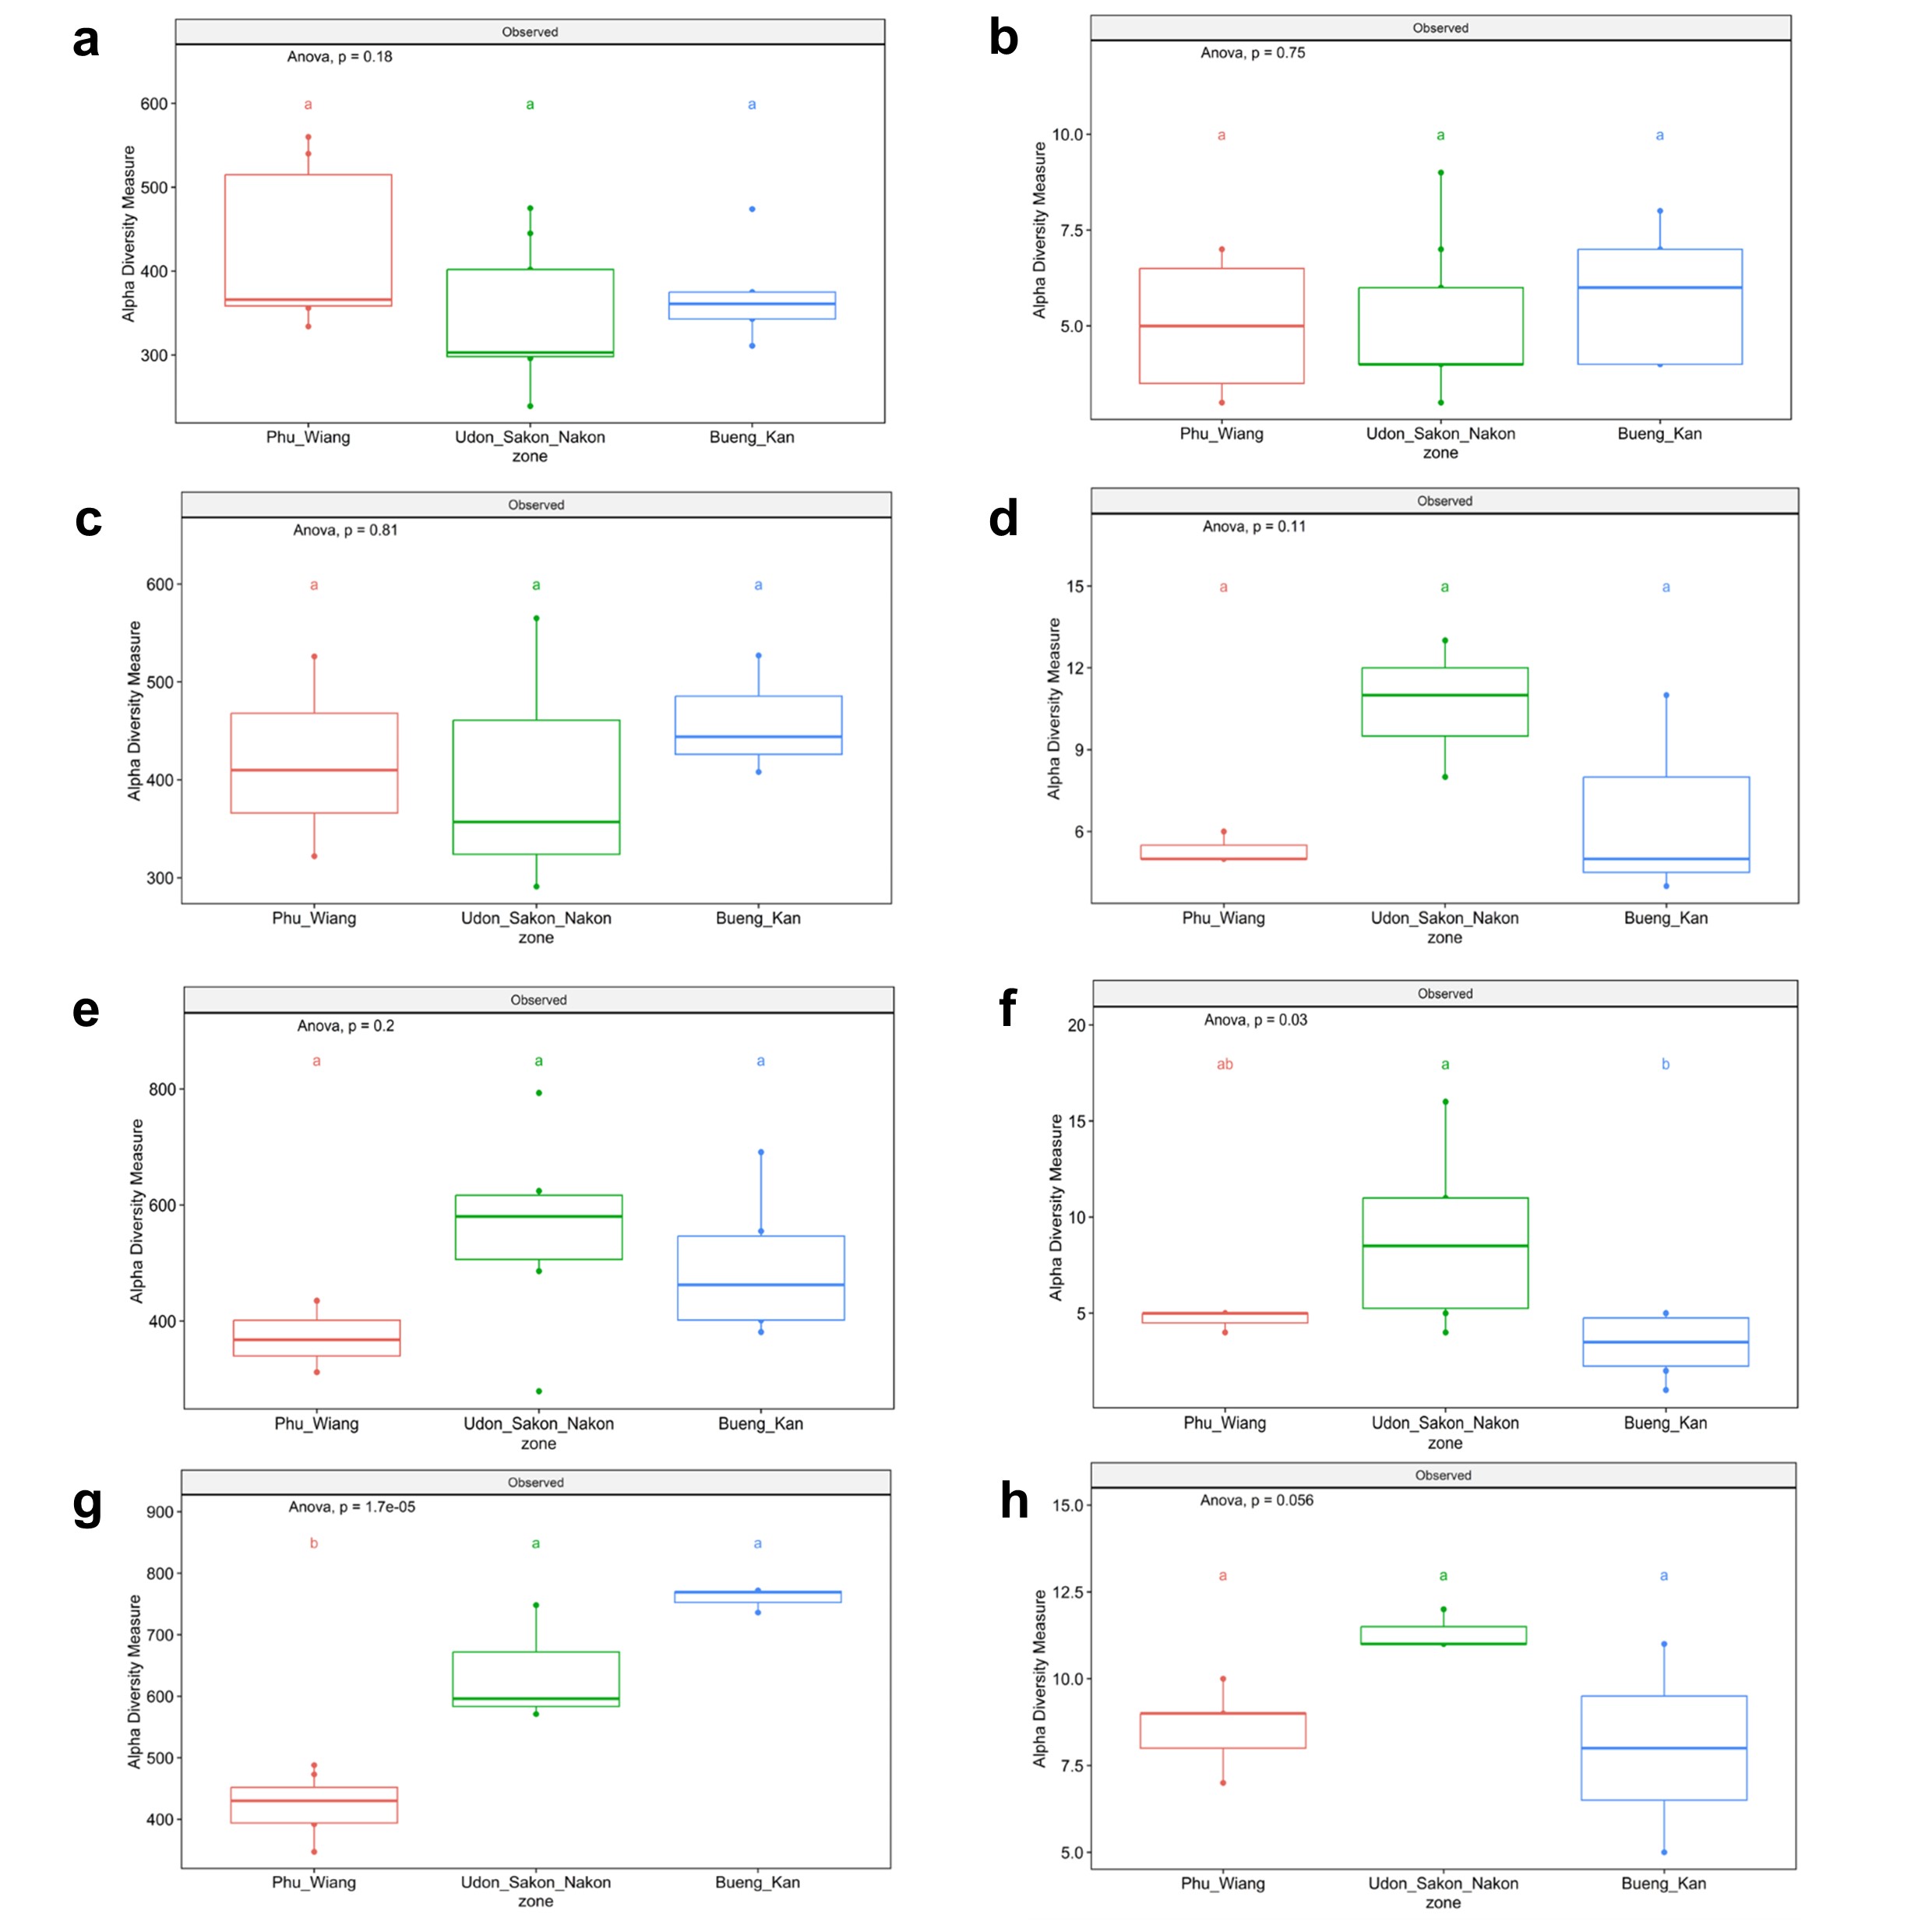 a
Observed
Anova, p = 0.18
a a a
600
500
400
300
Alpha Diversity Measure
Phu_Wiang Udon_Sakon_Nakon Bueng_Kan
zone
b
Observed
Anova, p = 0.75
a a a
10.0
7.5
5.0
Alpha Diversity Measure
Phu_Wiang Udon_Sakon_Nakon Bueng_Kan
zone
c
Observed
Anova, p = 0.81
a a a
600
500
400
300
Alpha Diversity Measure
Phu_Wiang Udon_Sakon_Nakon Bueng_Kan
zone
d
Observed
Anova, p = 0.11
a a a
15
12
9
6
Alpha Diversity Measure
Phu_Wiang Udon_Sakon_Nakon Bueng_Kan
zone
e
Observed
Anova, p = 0.2
a a a
800
600
400
Alpha Diversity Measure
Phu_Wiang Udon_Sakon_Nakon Bueng_Kan
zone
f
Observed
Anova, p = 0.03
20
ab a b
15
10
5
Alpha Diversity Measure
Phu_Wiang Udon_Sakon_Nakon Bueng_Kan
zone
g
Observed
Anova, p = 1.7e-05
900
b a a
800
700
600
500
400
Alpha Diversity Measure
Phu_Wiang Udon_Sakon_Nakon Bueng_Kan
zone
h
Observed
Anova, p = 0.056
15.0
a a a
12.5
10.0
7.5
5.0
Alpha Diversity Measure
Phu_Wiang Udon_Sakon_Nakon Bueng_Kan
zone